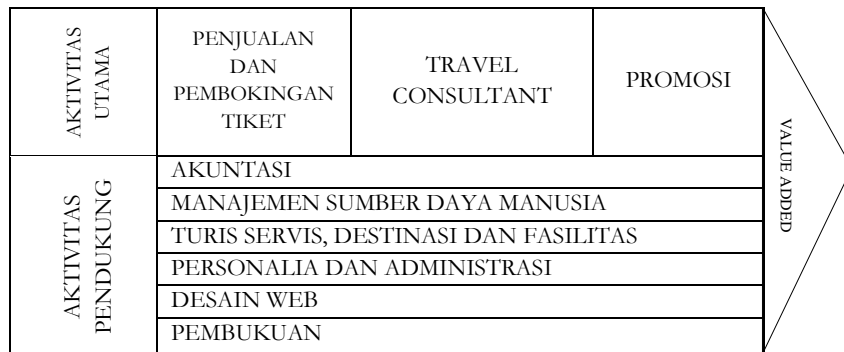 AKTIVITAS
UTAMA
PENJUALAN
DAN
PEMBOKINGAN
TIKET
TRAVEL
CONSULTANT
PROMOSI
VALUE ADDED
AKTIVITAS
PENDUKUNG
AKUNTASI
MANAJEMEN SUMBER DAYA MANUSIA
TURIS SERVIS, DESTINASI DAN FASILITAS
PERSONALIA DAN ADMINISTRASI
DESAIN WEB
PEMBUKUAN